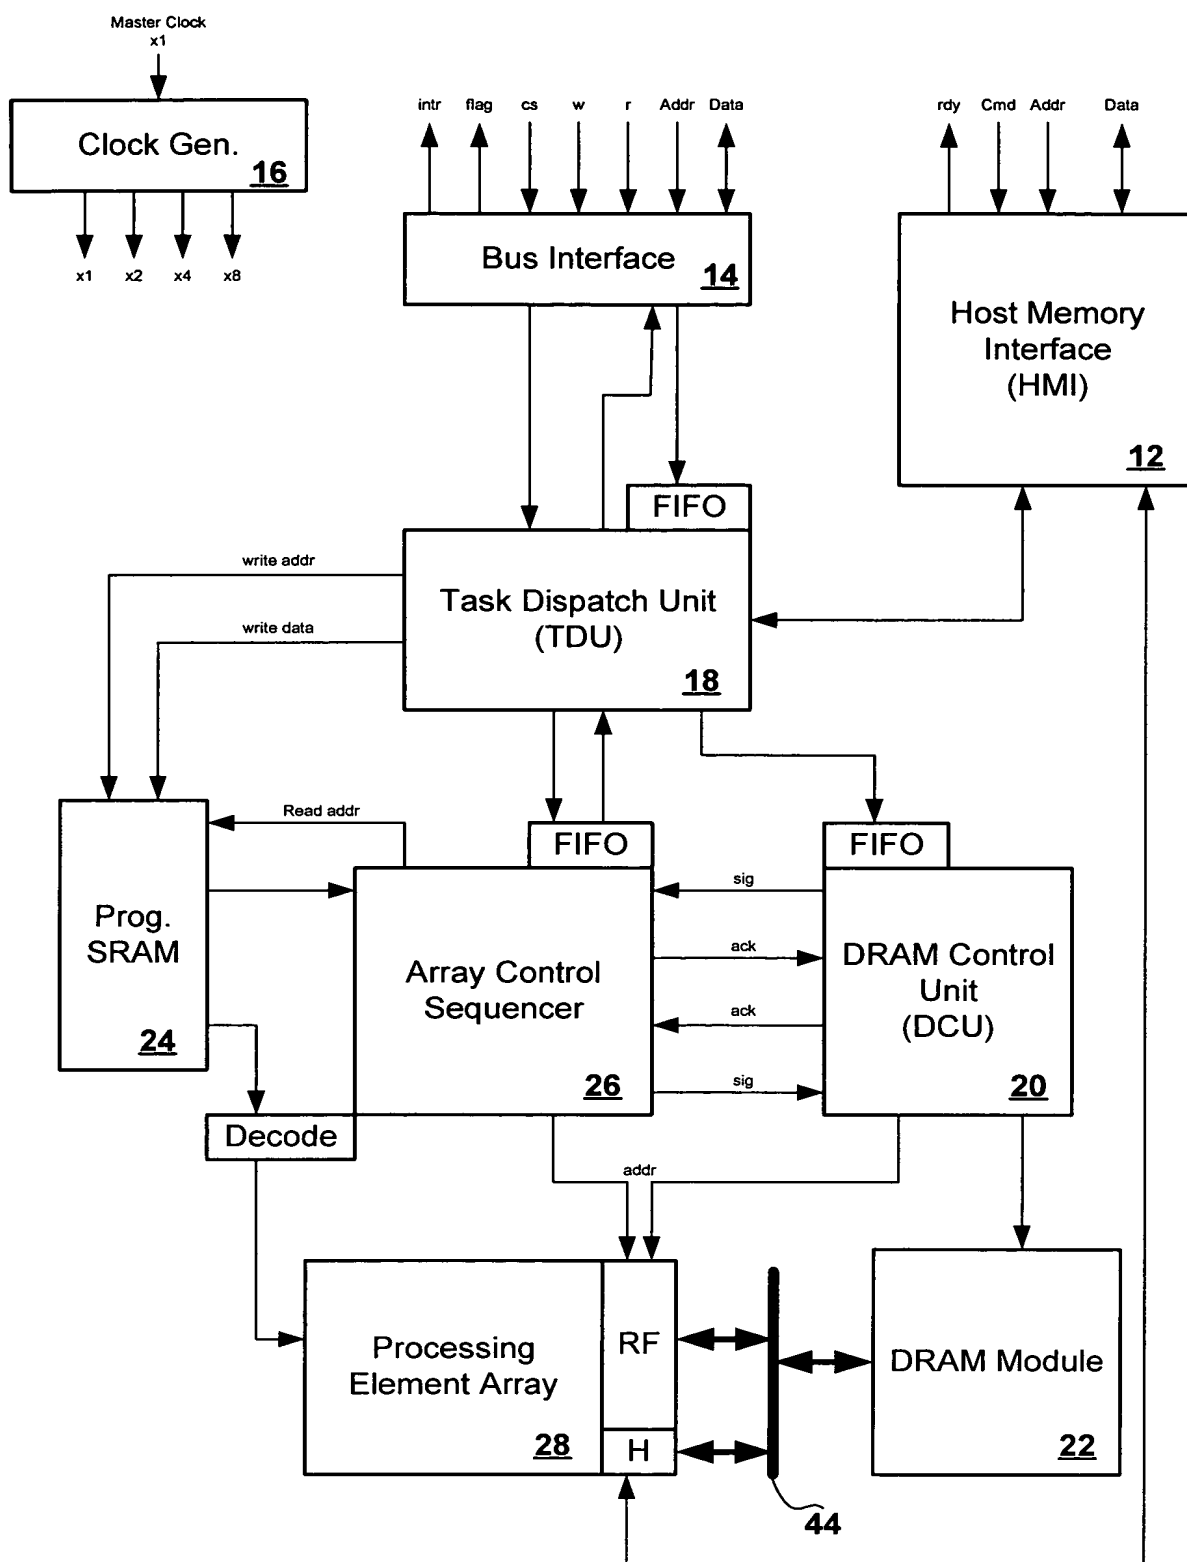 Master Clock
x1
Clock Gen.
16
x1 x2 x4 x8
intr flag cs w r Addr Data
Bus Interface
14
rdy Cmd Addr Data
Host Memory
Interface
(HMI)
12
FIFO
Task Dispatch Unit
(TDU)
18
write addr
write data
Prog.
SRAM
24
Read addr
FIFO
Array Control
Sequencer
26
sig
ack
ack
sig
FIFO
DRAM Control
Unit
(DCU)
20
Decode
addr
Processing
Element Array
28
RF
H
44
DRAM Module
22